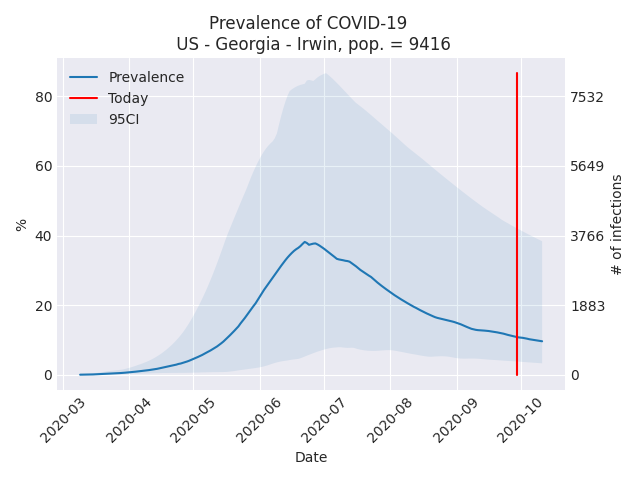 Prevalence of COVID-19
US - Georgia - Irwin, pop. = 9416
Prevalence
Today
95CI
%
80
60
40
20
0
7532
5649
3766
1883
0
# of infections
2020-03
2020-04
2020-05
2020-06
2020-07
2020-08
2020-09
2020-10
Date